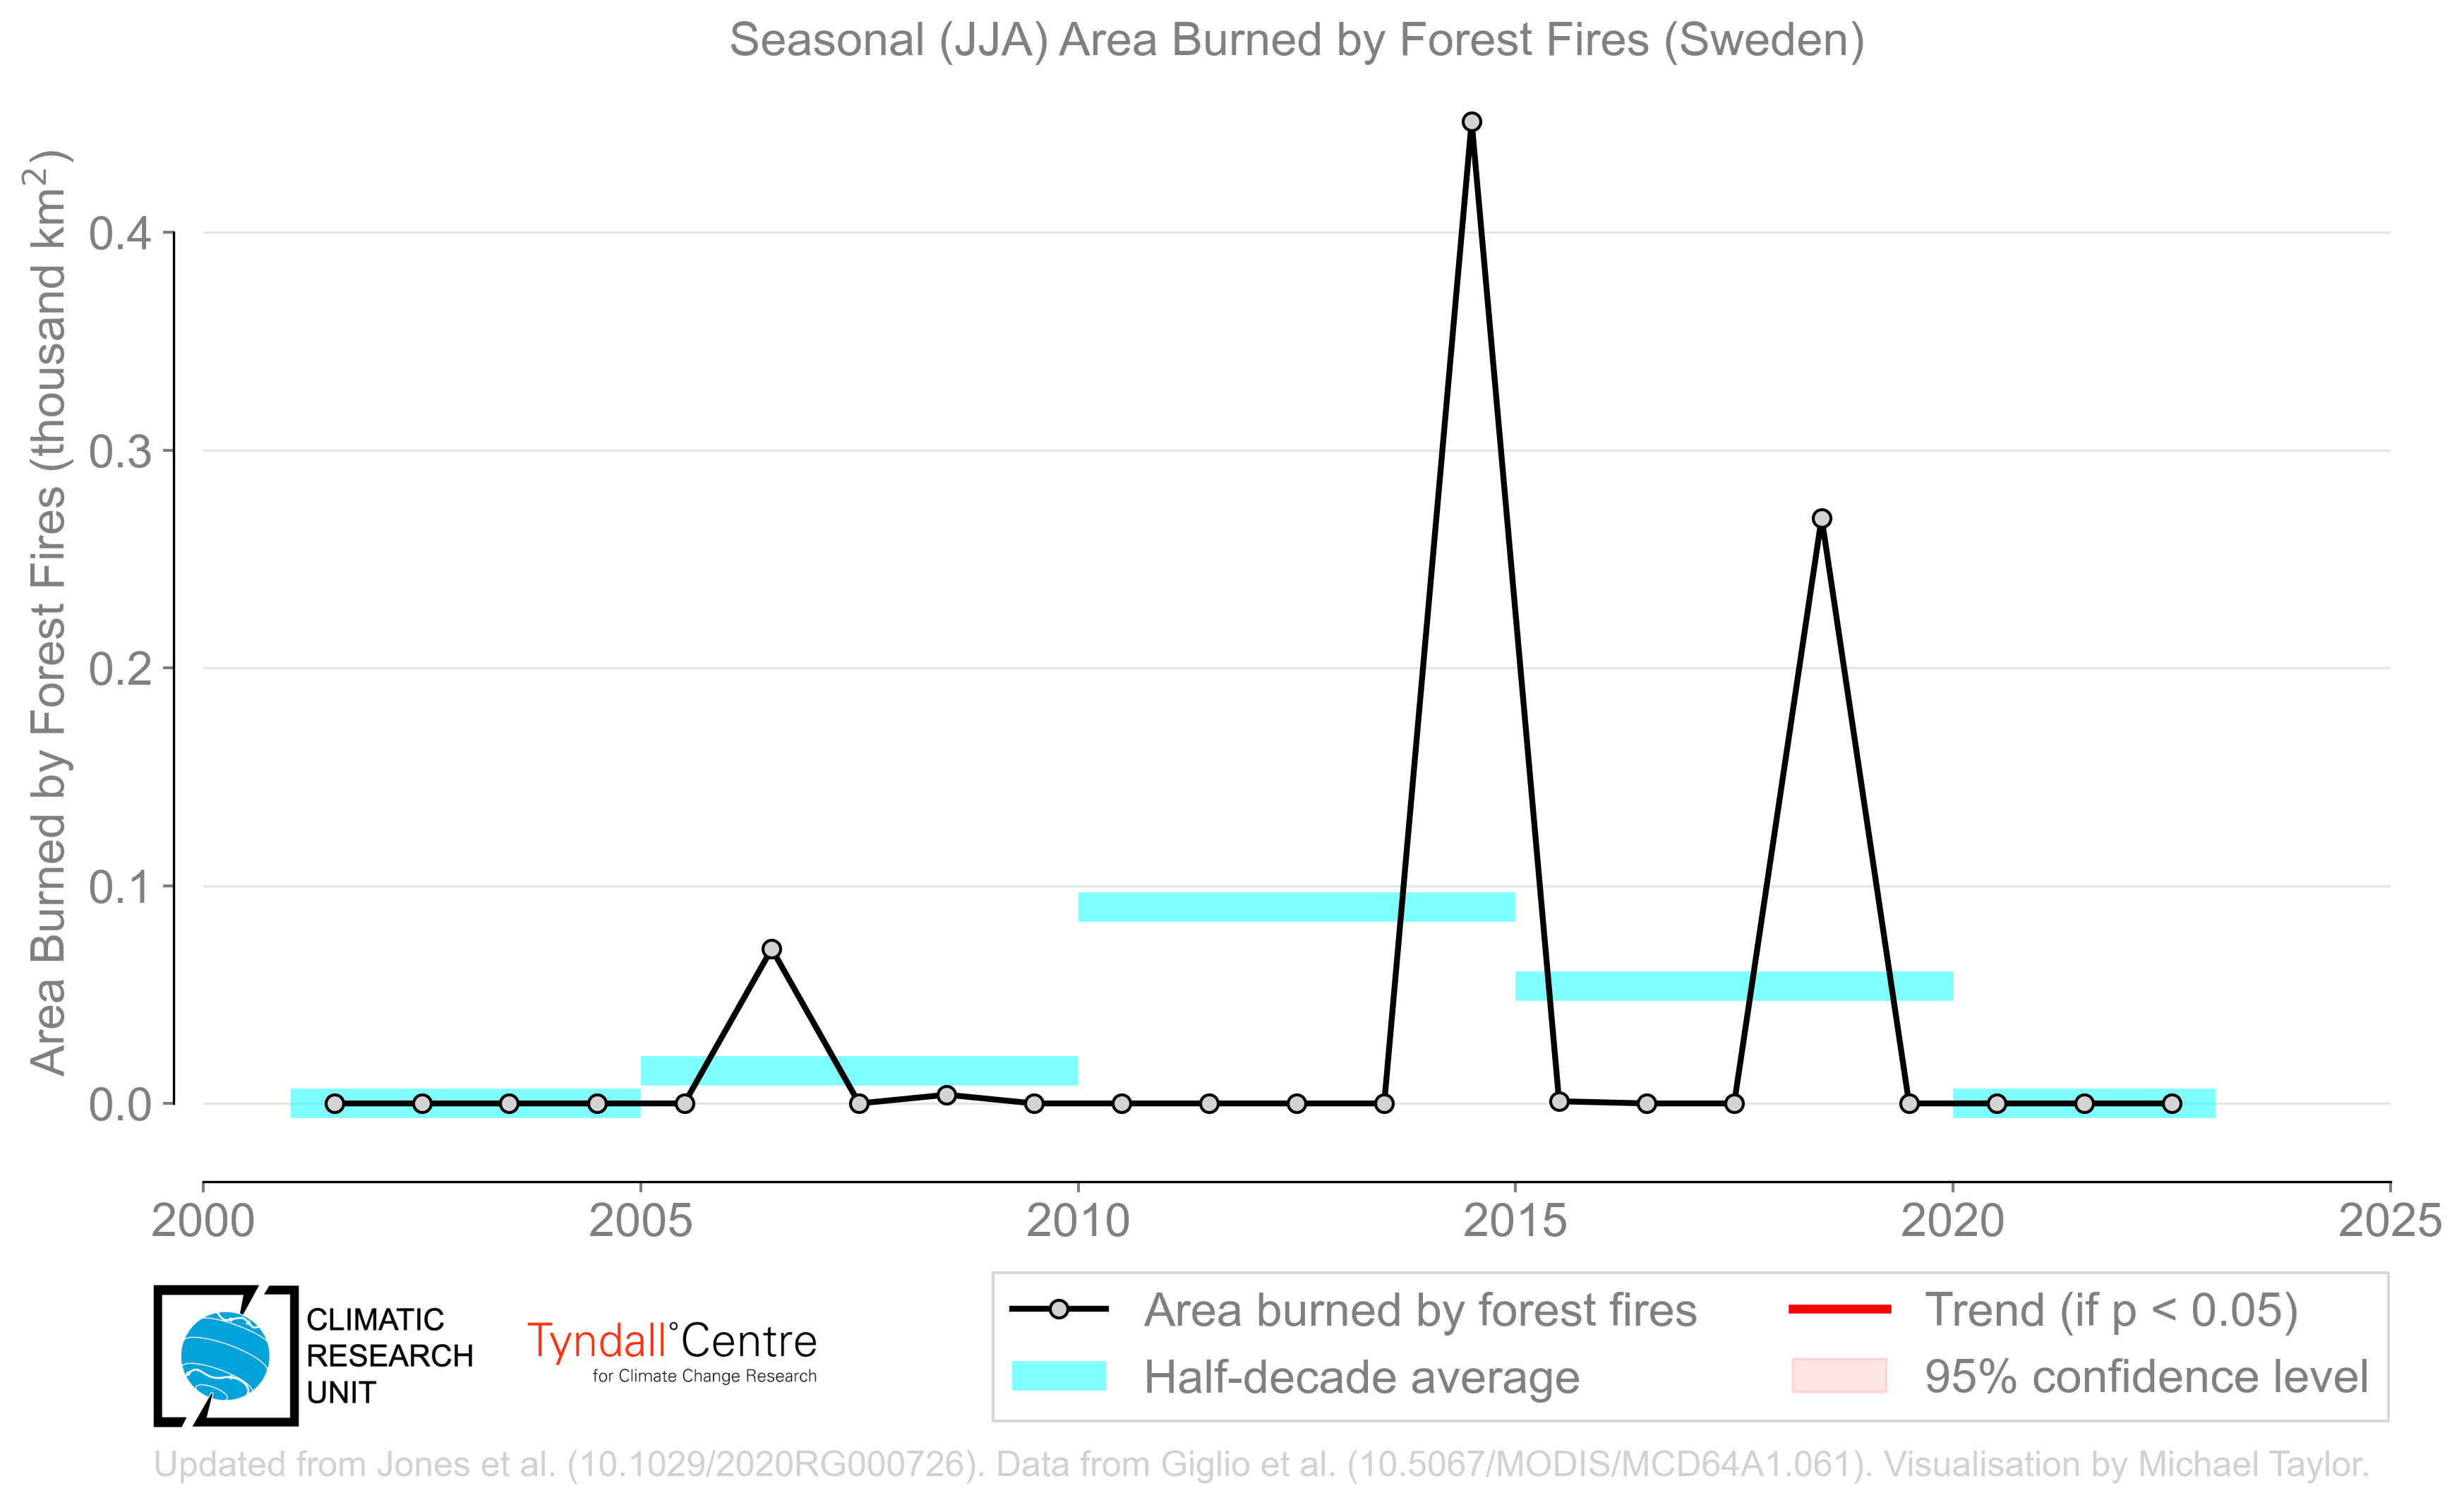 Seasonal (JJA) Area Burned by Forest Fires (Sweden)
Area Burned by Forest Fires (thousand km²)
0.4
0.3
0.2
0.1
0.0
2000
2005
2010
2015
2020
2025
CLIMATIC
RESEARCH
UNIT
Tyndall°Centre
for Climate Change Research
Area burned by forest fires
Half-decade average
Trend (if p < 0.05)
95% confidence level
Updated from Jones et al. (10.1029/2020RG000726). Data from Giglio et al. (10.5067/MODIS/MCD64A1.061). Visualisation by Michael Taylor.